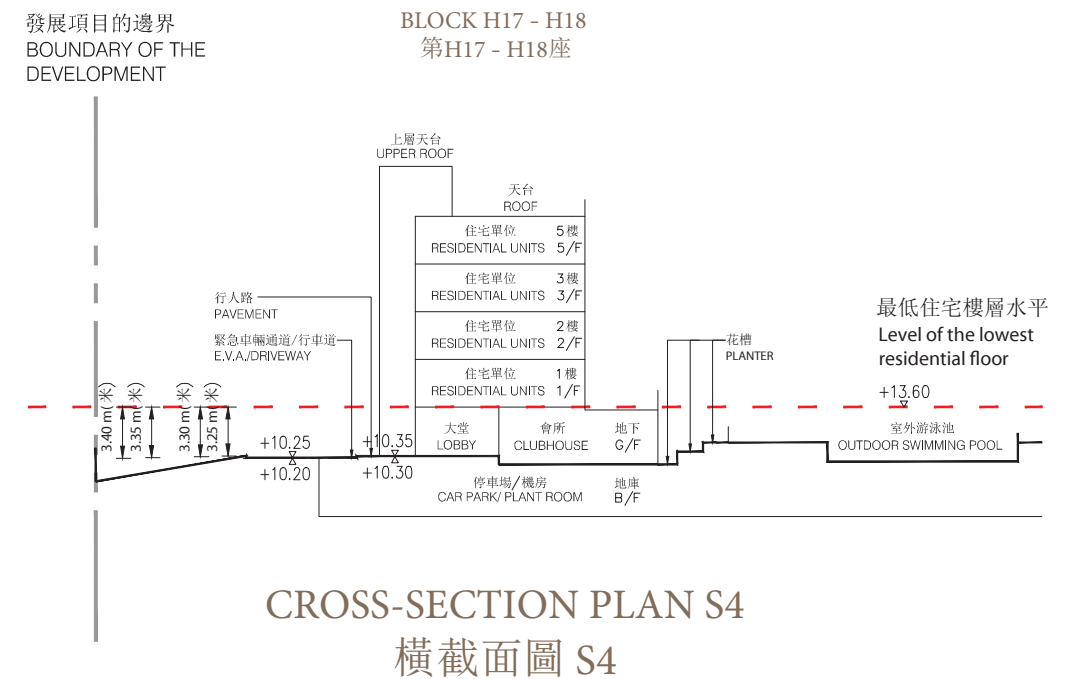 發展項目的邊界
BOUNDARY OF THE
DEVELOPMENT
BLOCK H17 - H18
第H17 - H18座
上層天台
UPPER ROOF
天台
ROOF
住宅單位 5樓
RESIDENTIAL UNITS 5/F
住宅單位 3樓
RESIDENTIAL UNITS 3/F
住宅單位 2樓
RESIDENTIAL UNITS 2/F
住宅單位 1樓
RESIDENTIAL UNITS 1/F
行人路
PAVEMENT
緊急車輛通道/行車道
E.V.A./DRIVEWAY
花槽
PLANTER
最低住宅樓層水平
Level of the lowest
residential floor
+13.60
3.40 m(米)
3.35 m(米)
3.30 m(米)
3.25 m(米)
+10.25
+10.20
+10.35
+10.30
大堂
LOBBY
會所
CLUBHOUSE
地下
G/F
室外游泳池
OUTDOOR SWIMMING POOL
停車場/機房
CAR PARK/ PLANT ROOM
地庫
B/F
CROSS-SECTION PLAN S4
橫截面圖 S4